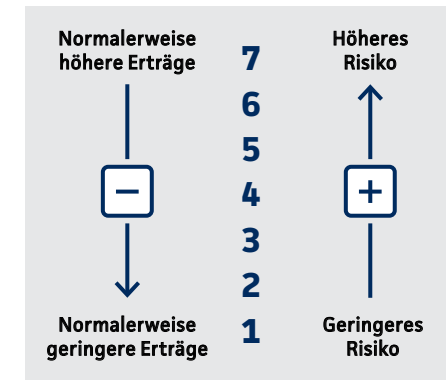 Normalerweise
höhere Erträge
7
6
5
4
3
2
1
Höheres
Risiko
−
+
Normalerweise
geringere Erträge
Geringeres
Risiko